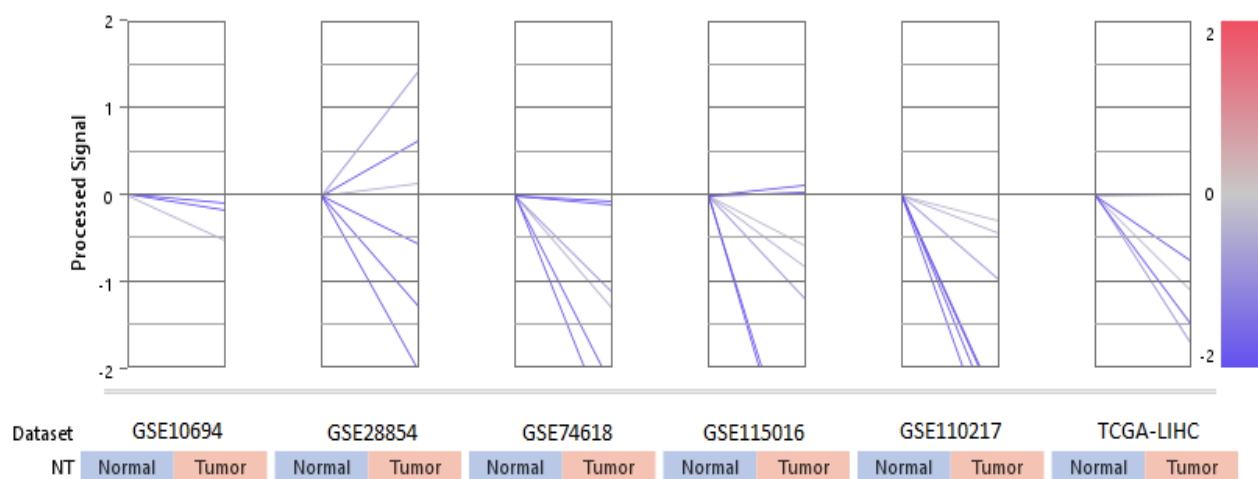 2
1
0
-1
-2
Processed Signal
2
0
-2
Dataset GSE10694 GSE28854 GSE74618 GSE115016 GSE110217 TCGA-LIHC
NT Normal Tumor Normal Tumor Normal Tumor Normal Tumor Normal Tumor Normal Tumor